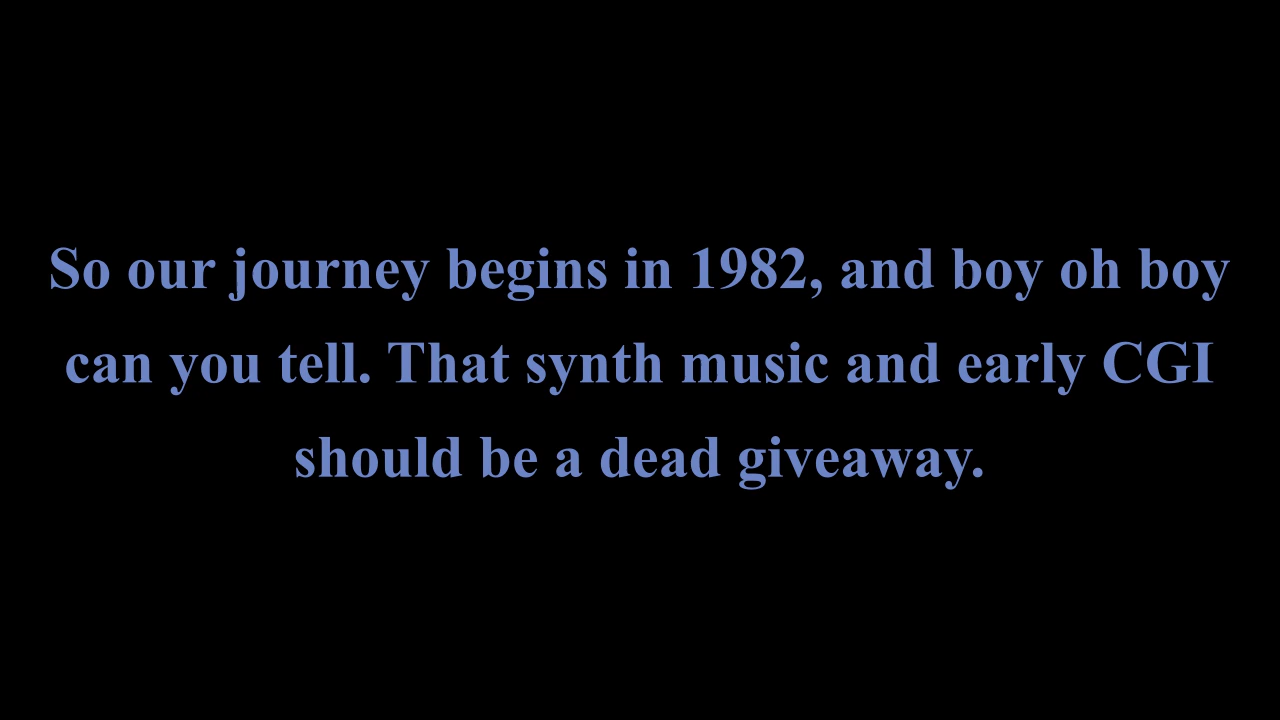 So our journey begins in 1982, and boy oh boy
can you tell. That synth music and early CGI
should be a dead giveaway.